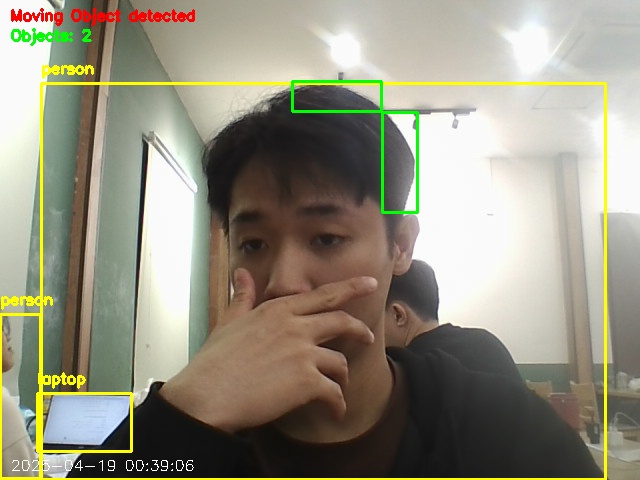 Moving Object detected
Objects: 2
person
person
laptop
2025-04-19 00:39:06